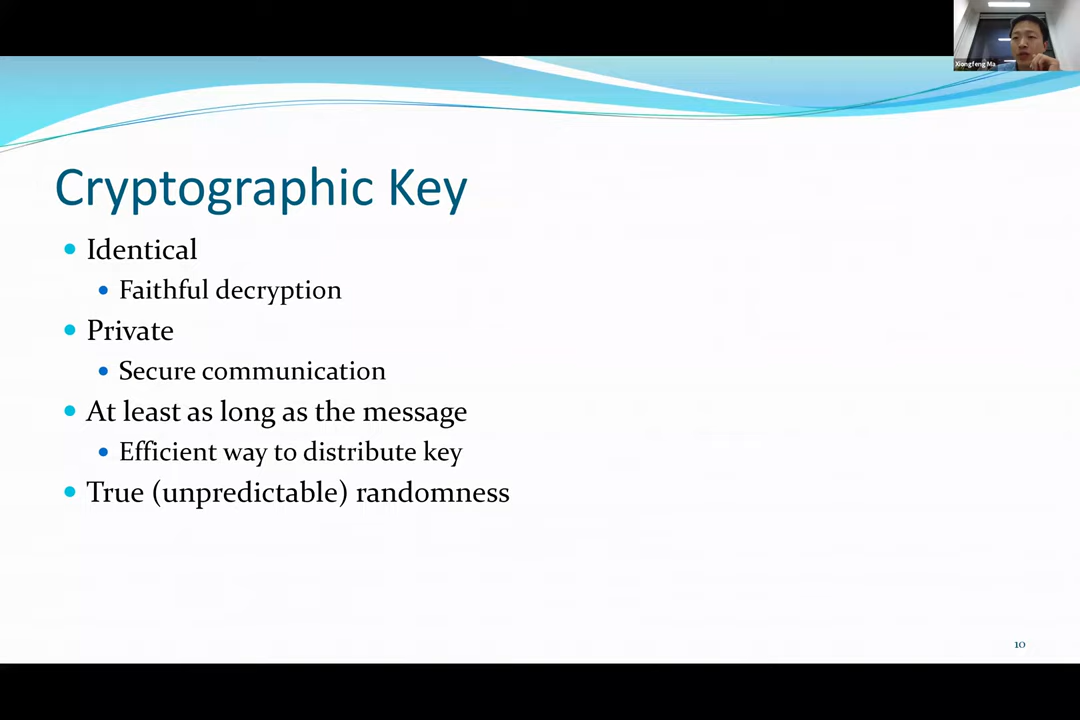 Xiongfeng Ma
Cryptographic Key
Identical
Faithful decryption
Private
Secure communication
At least as long as the message
Efficient way to distribute key
True (unpredictable) randomness
10